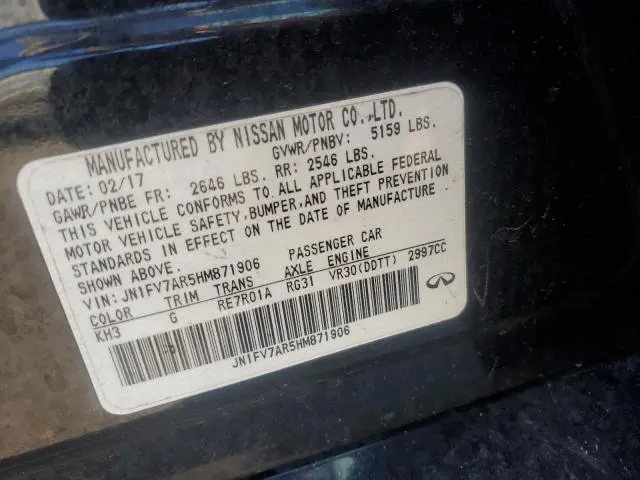 MANUFACTURED BY NISSAN MOTOR CO.,LTD.
DATE: 02/17 GVWR/PNBV: 5159 LBS.
GAWR/PNBE FR: 2646 LBS. RR: 2546 LBS.
THIS VEHICLE CONFORMS TO ALL APPLICABLE FEDERAL
MOTOR VEHICLE SAFETY, BUMPER, AND THEFT PREVENTION
STANDARDS IN EFFECT ON THE DATE OF MANUFACTURE
SHOWN ABOVE.
VIN: JN1FV7AR5HM871906 PASSENGER CAR
COLOR TRIM TRANS AXLE ENGINE
KH3 G RE7R01A RG31 VR30(DDTT) 2997CC
JN1FV7AR5HM871906